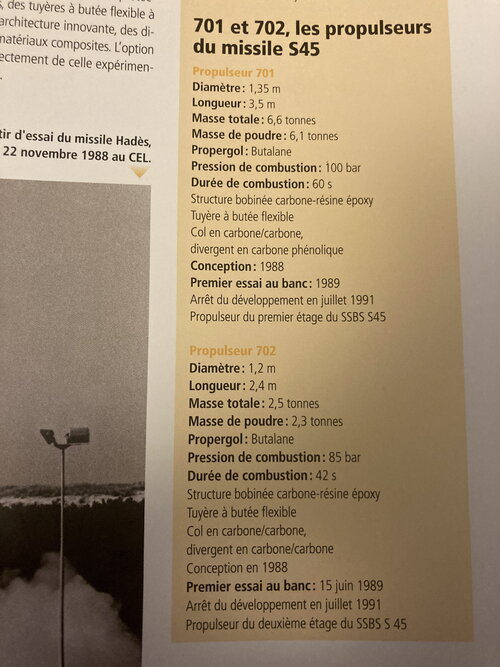 des tuyères à butée flexible à
architecture innovante, des di-
matériaux composites. L'option
ectement de celle expérimen-
tir d'essai du missile Hadès,
22 novembre 1988 au CEL.
701 et 702, les propulseurs
du missile S45
Propulseur 701
Diamètre : 1,35 m
Longueur : 3,5 m
Masse totale : 6,6 tonnes
Masse de poudre : 6,1 tonnes
Propergol : Butalane
Pression de combustion : 100 bar
Durée de combustion : 60 s
Structure bobinée carbone-résine époxy
Tuyère à butée flexible
Col en carbone/carbone,
divergent en carbone phénolique
Conception : 1988
Premier essai au banc : 1989
Arrêt du développement en juillet 1991
Propulseur du premier étage du SSBS S45
Propulseur 702
Diamètre : 1,2 m
Longueur : 2,4 m
Masse totale : 2,5 tonnes
Masse de poudre : 2,3 tonnes
Propergol : Butalane
Pression de combustion : 85 bar
Durée de combustion : 42 s
Structure bobinée carbone-résine époxy
Tuyère à butée flexible
Col en carbone/carbone,
divergent en carbone/carbone
Conception en 1988
Premier essai au banc : 15 juin 1989
Arrêt du développement en juillet 1991
Propulseur du deuxième étage du SSBS S 45